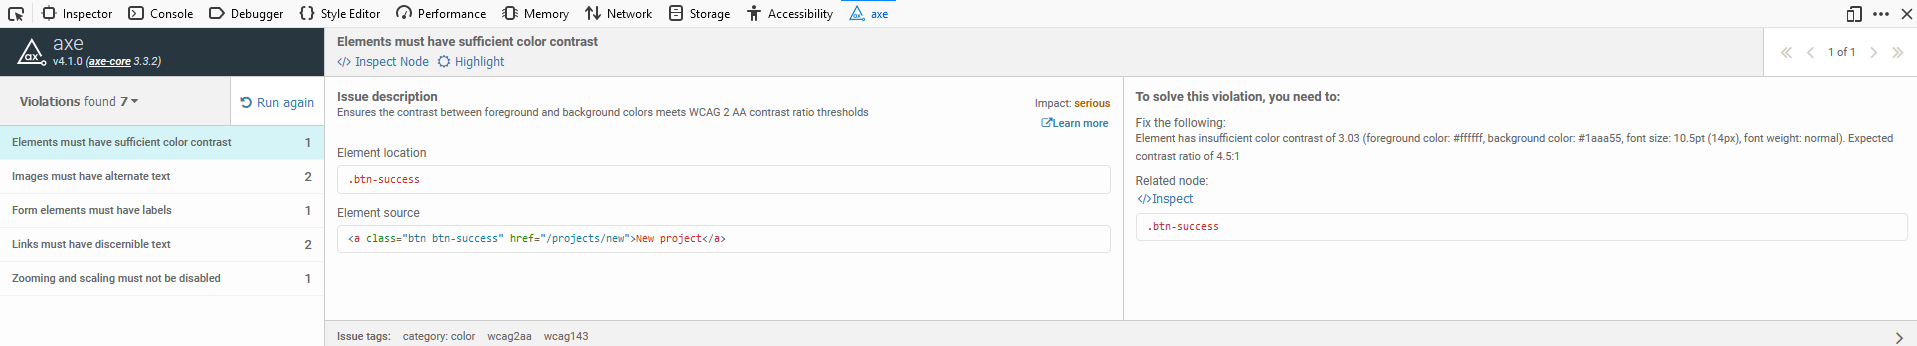 Inspector Console Debugger Style Editor Performance Memory Network Storage Accessibility axe
axe
v4.1.0 (axe-core 3.3.2)
Elements must have sufficient color contrast
Inspect Node Highlight
1 of 1
Violations found 7
Run again
Elements must have sufficient color contrast 1
Images must have alternate text 2
Form elements must have labels 1
Links must have discernible text 2
Zooming and scaling must not be disabled 1
Issue description
Ensures the contrast between foreground and background colors meets WCAG 2 AA contrast ratio thresholds
Impact: serious
Learn more
Element location
.btn-success
Element source
<a class="btn btn-success" href="/projects/new">New project</a>
To solve this violation, you need to:
Fix the following:
Element has insufficient color contrast of 3.03 (foreground color: #ffffff, background color: #1aaa55, font size: 10.5pt (14px), font weight: normal). Expected
contrast ratio of 4.5:1
Related node:
</>Inspect
.btn-success
Issue tags: category: color wcag2aa wcag143